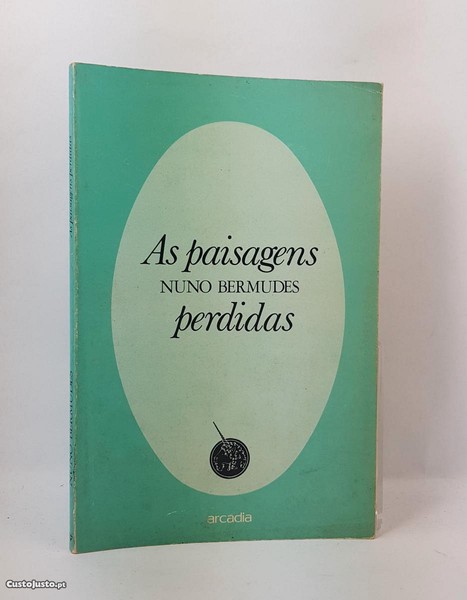 As paisagens
NUNO BERMUDES
perdidas
arcadia
CustoJusto.pt